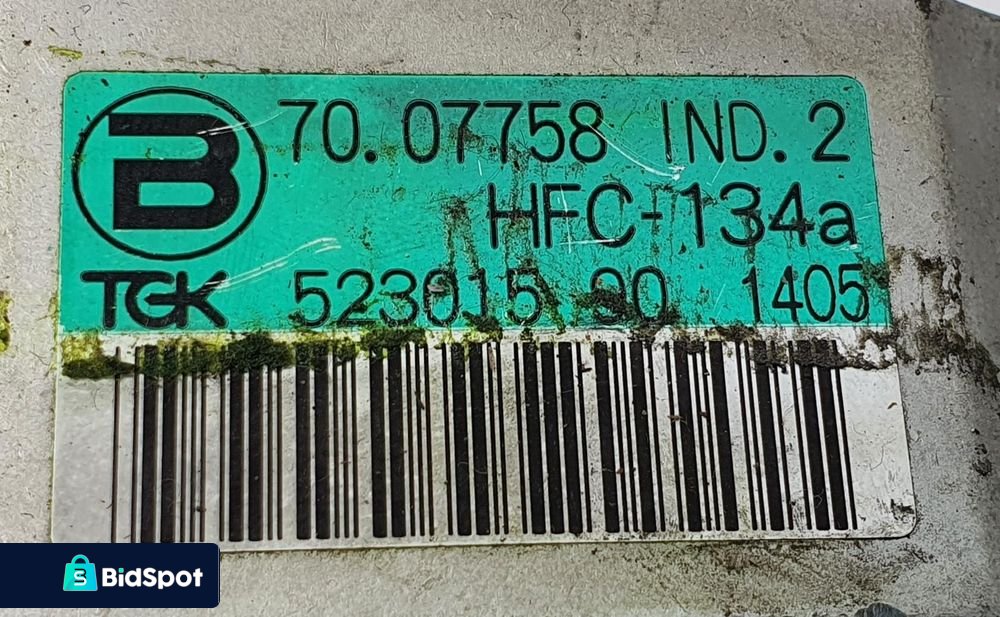 B 70.07758 IND.2
HFC-134a
TGK 523015 90 1405
BidSpot